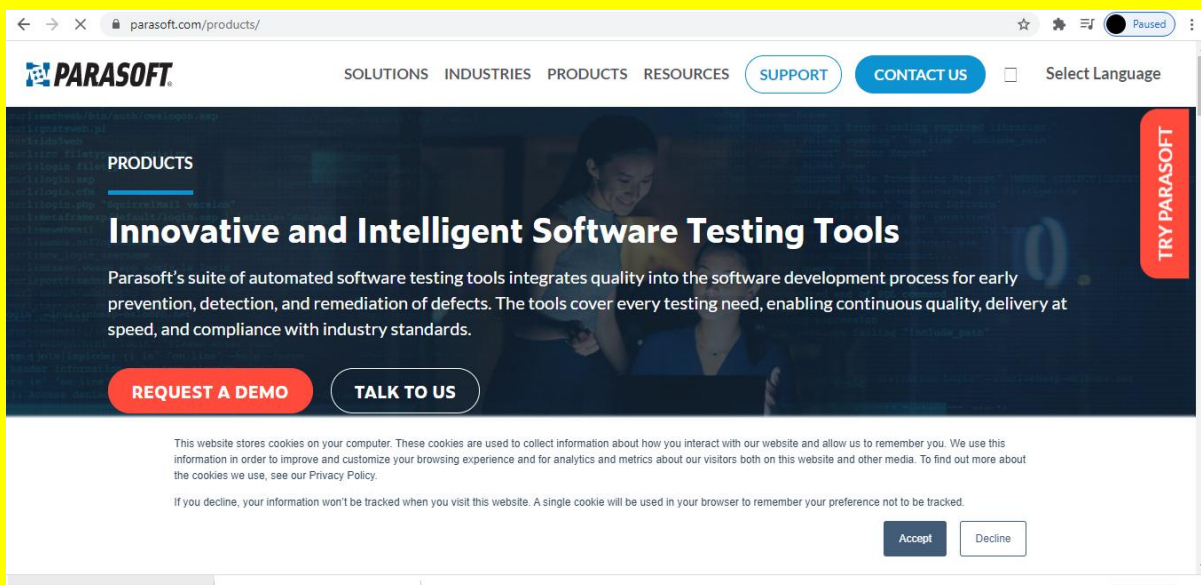 parasoft.com/products/
Paused
PARASOFT
SOLUTIONS INDUSTRIES PRODUCTS RESOURCES SUPPORT CONTACT US Select Language
TRY PARASOFT
PRODUCTS
Innovative and Intelligent Software Testing Tools
Parasoft's suite of automated software testing tools integrates quality into the software development process for early
prevention, detection, and remediation of defects. The tools cover every testing need, enabling continuous quality, delivery at
speed, and compliance with industry standards.
REQUEST A DEMO TALK TO US
This website stores cookies on your computer. These cookies are used to collect information about how you interact with our website and allow us to remember you. We use this
information in order to improve and customize your browsing experience and for analytics and metrics about our visitors both on this website and other media. To find out more about
the cookies we use, see our Privacy Policy.
If you decline, your information won't be tracked when you visit this website. A single cookie will be used in your browser to remember your preference not to be tracked.
Accept Decline